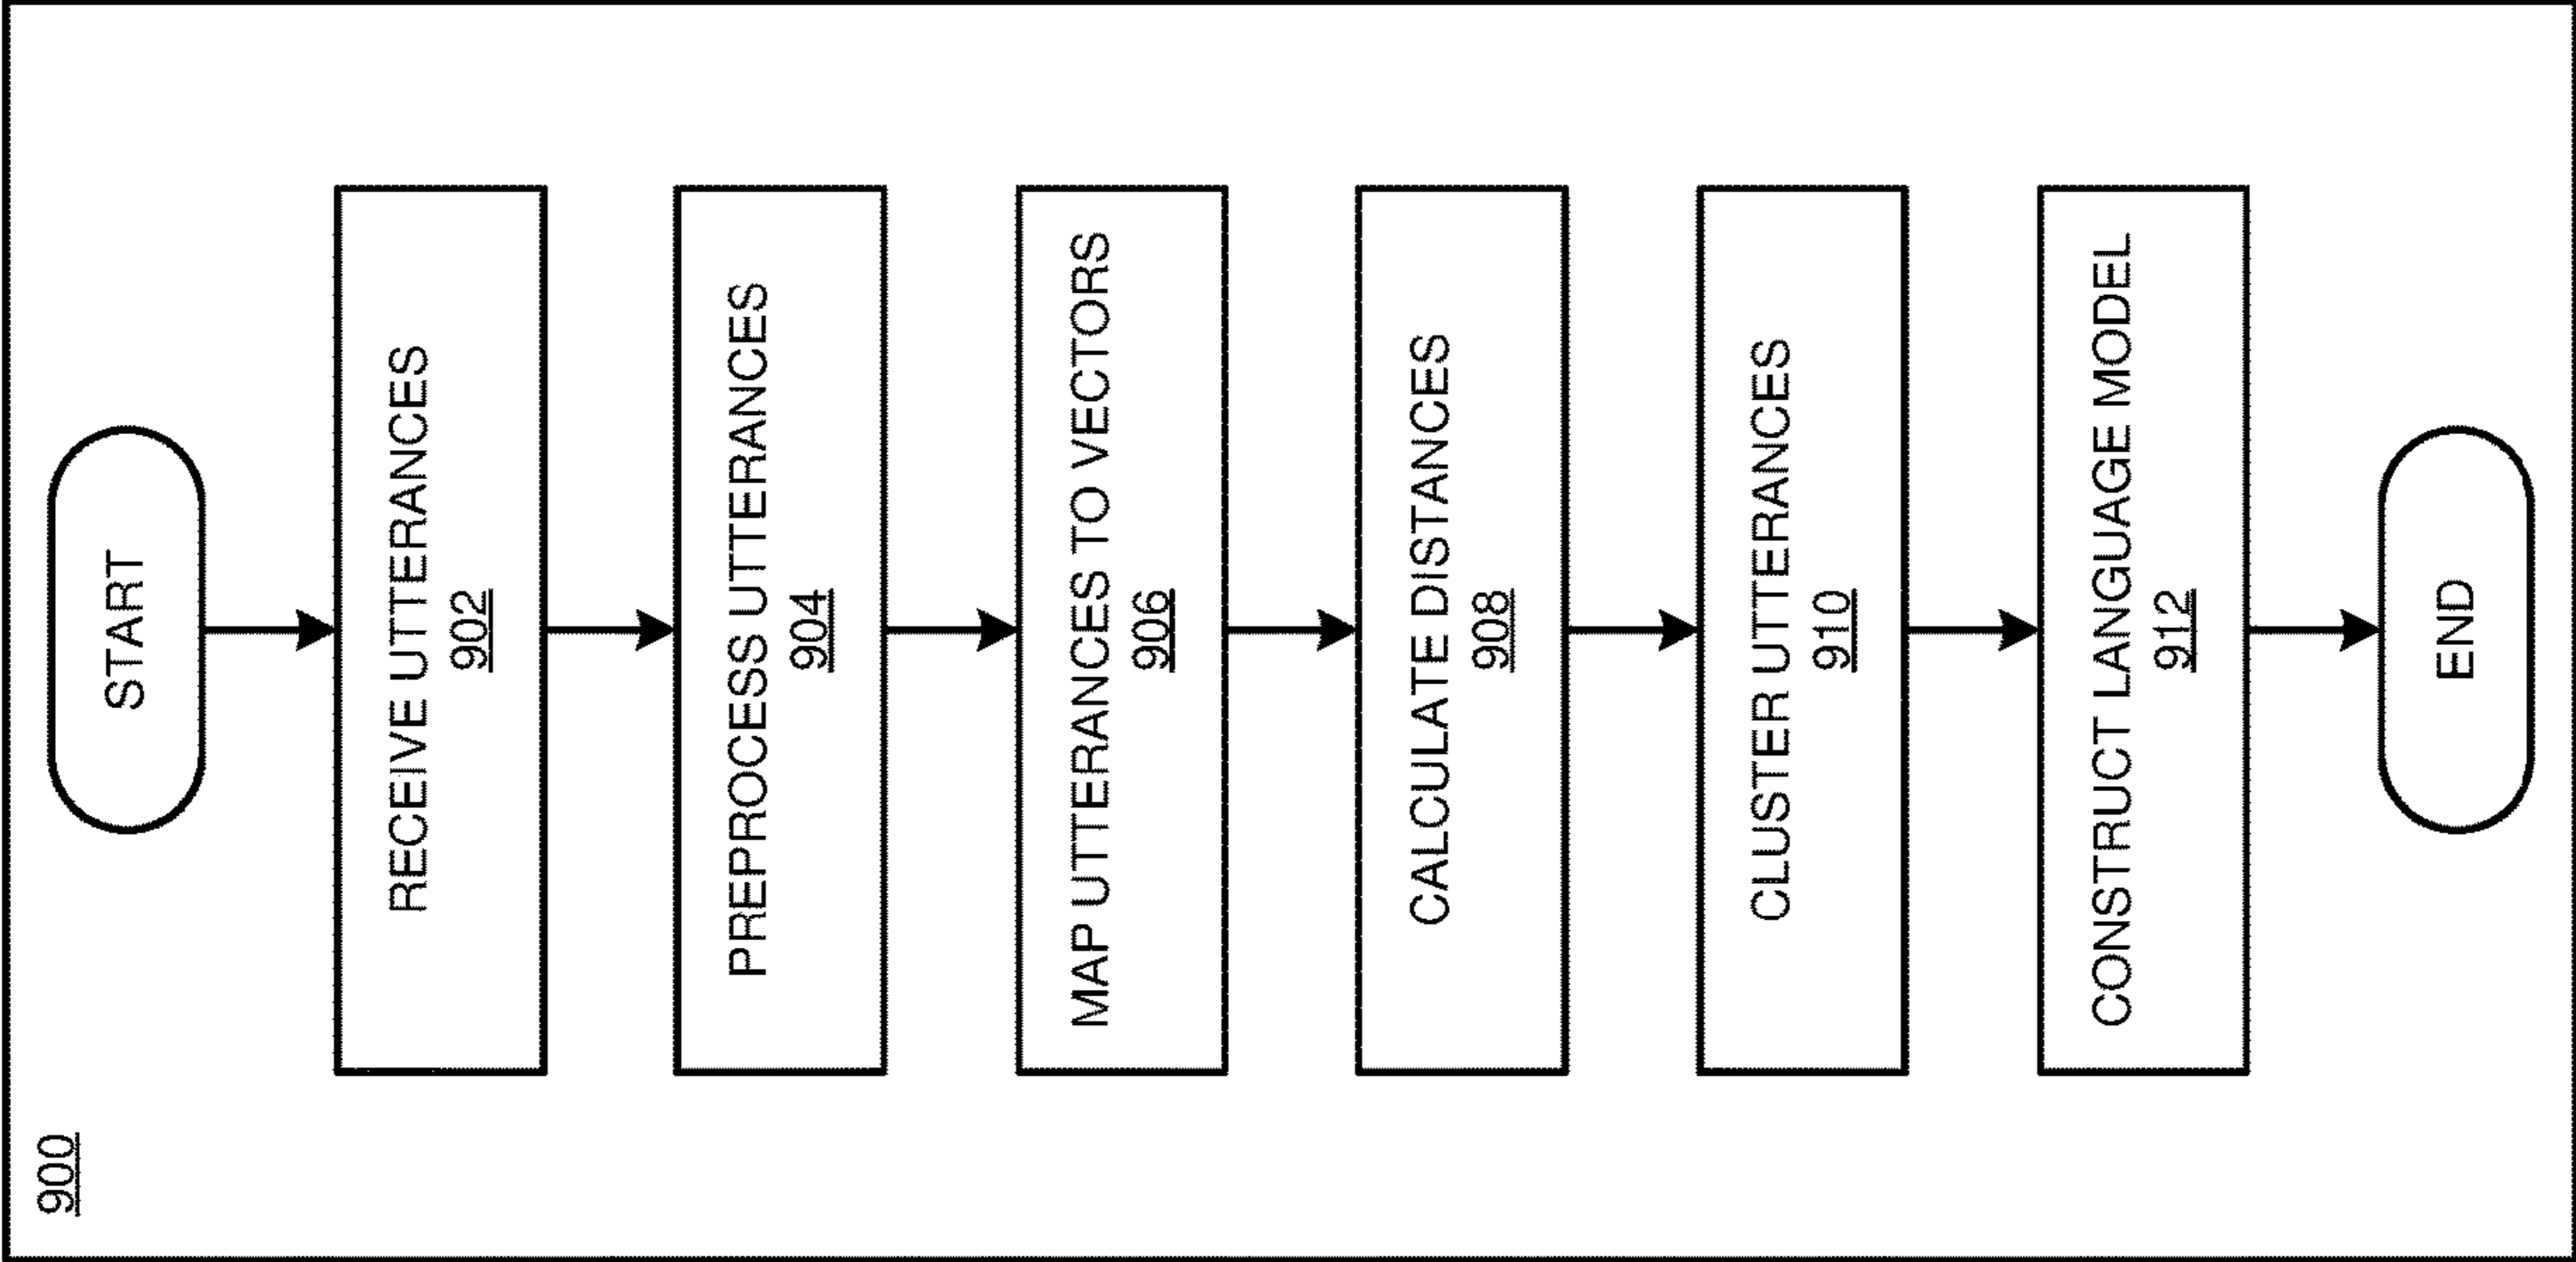 900
START
RECEIVE UTTERANCES
902
PREPROCESS UTTERANCES
904
MAP UTTERANCES TO VECTORS
906
CALCULATE DISTANCES
908
CLUSTER UTTERANCES
910
CONSTRUCT LANGUAGE MODEL
912
END